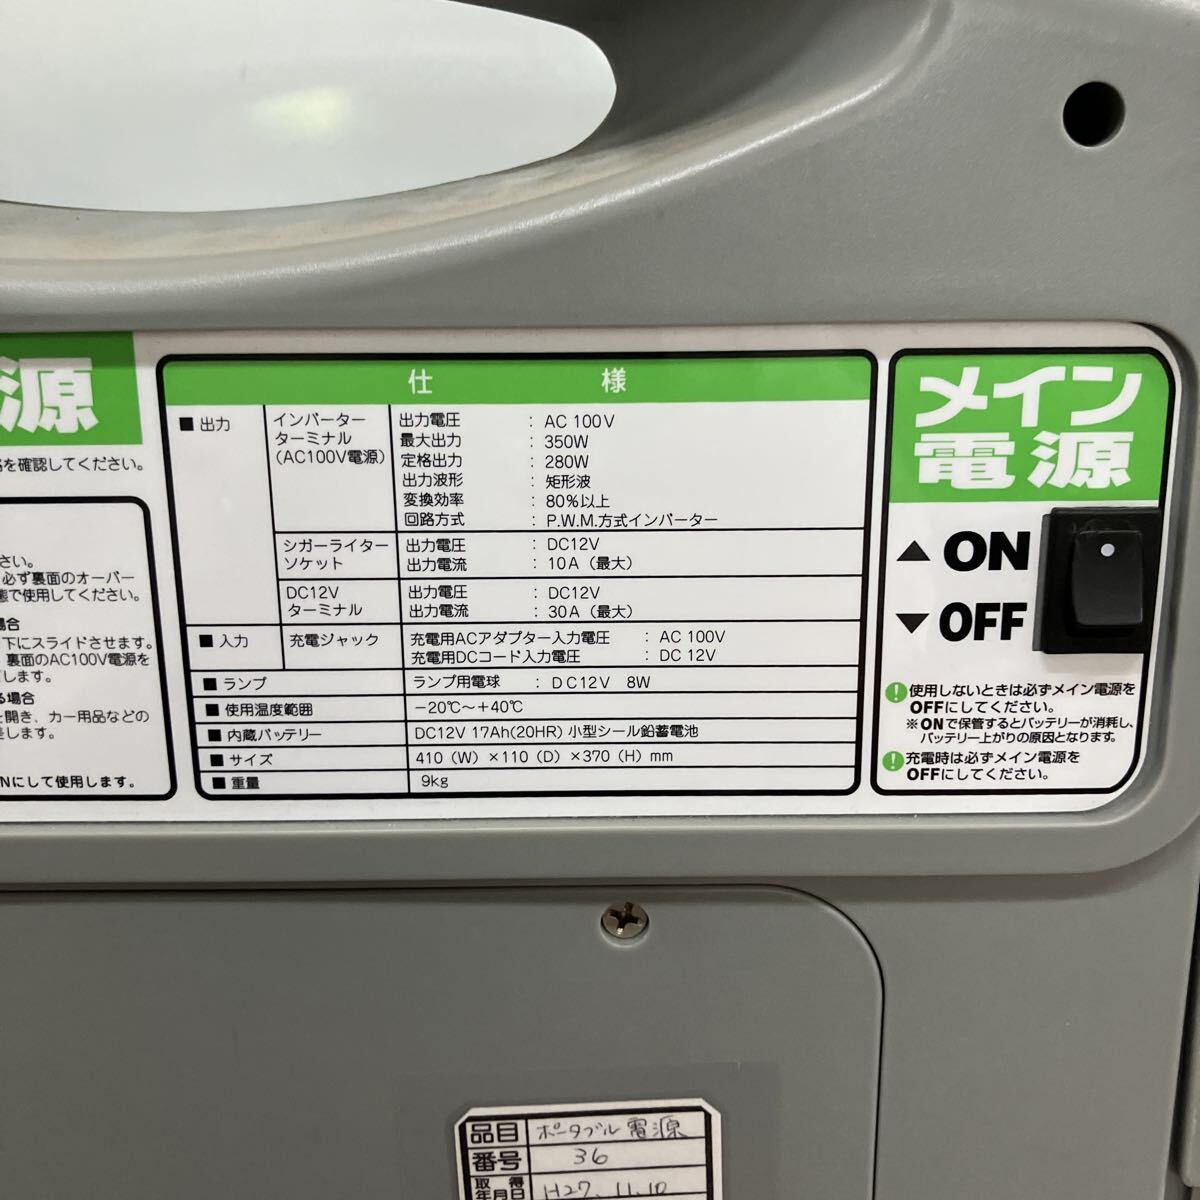 源
を確認してください。
さい。
必ず裏面のオーバー
態で使用してください。
場合
下にスライドさせます。
裏面のAC100V電源を
します。
る場合
を開き、カー用品などの
差します。
Nにして使用します。
仕 様
■ 出力
インバーター
ターミナル
(AC100V電源)
出力電圧 : AC 100V
最大出力 : 350W
定格出力 : 280W
出力波形 : 矩形波
変換効率 : 80%以上
回路方式 : P.W.M.方式インバーター
シガーライター
ソケット
出力電圧 : DC12V
出力電流 : 10A(最大)
DC12V
ターミナル
出力電圧 : DC12V
出力電流 : 30A(最大)
■ 入力
充電ジャック
充電用ACアダプター入力電圧 : AC 100V
充電用DCコード入力電圧 : DC 12V
■ ランプ ランプ用電球 : DC12V 8W
■ 使用温度範囲 −20℃〜+40℃
■ 内蔵バッテリー DC12V 17Ah(20HR) 小型シール鉛蓄電池
■ サイズ 410(W)×110(D)×370(H)mm
■ 重量 9kg
メイン
電源
▲ ON
▼ OFF
使用しないときは必ずメイン電源を
OFFにしてください。
※ONで保管するとバッテリーが消耗し、
バッテリー上がりの原因となります。
充電時は必ずメイン電源を
OFFにしてください。
品目 ポータブル電源
番号 36
取得
年月日 H27.11.10